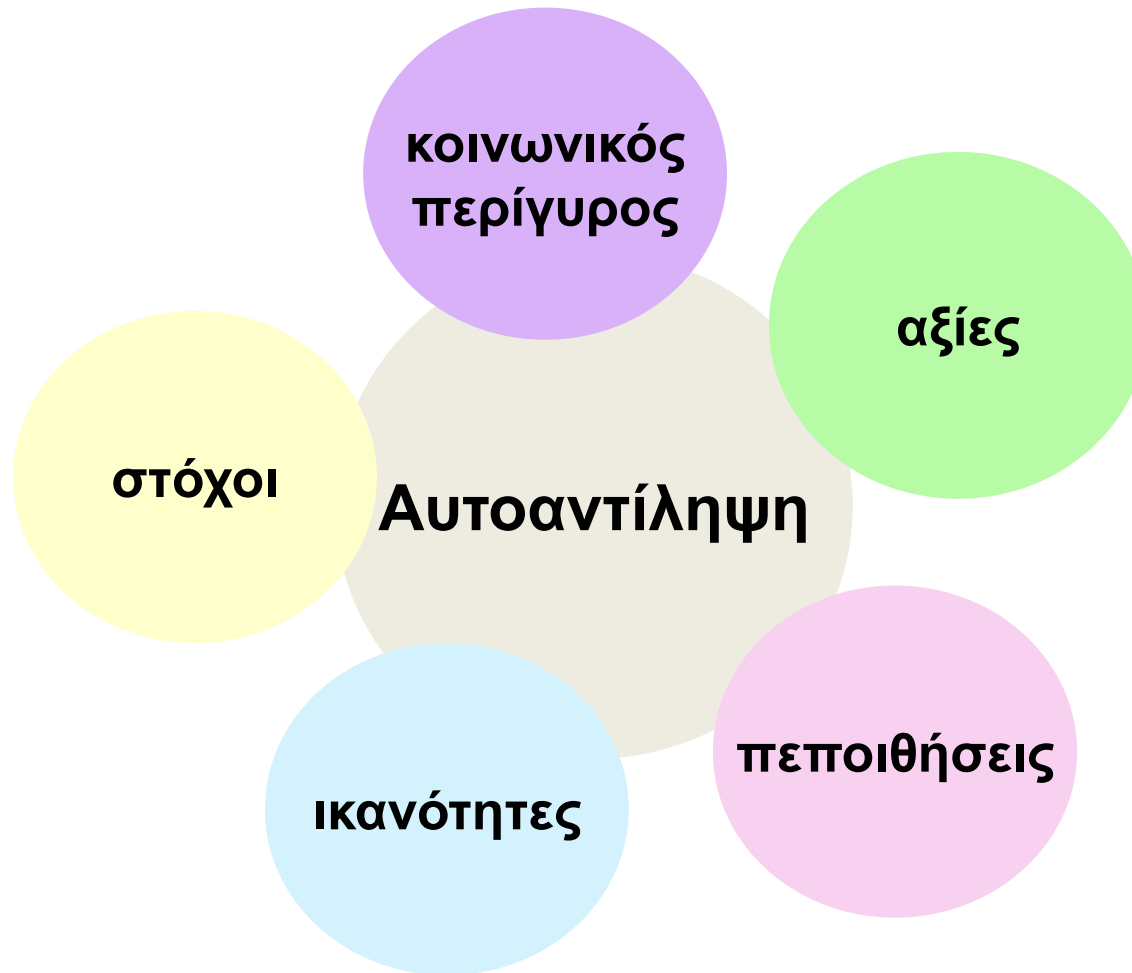 κοινωνικός
περίγυρος
αξίες
στόχοι
Αυτοαντίληψη
πεποιθήσεις
ικανότητες